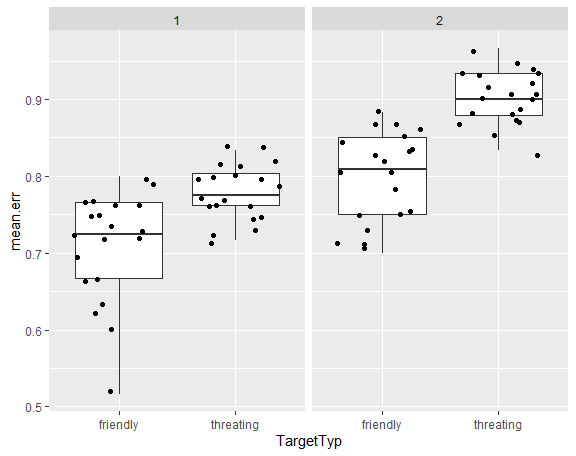 1 2
mean.err
0.9
0.8
0.7
0.6
0.5
friendly threating friendly threating
TargetTyp